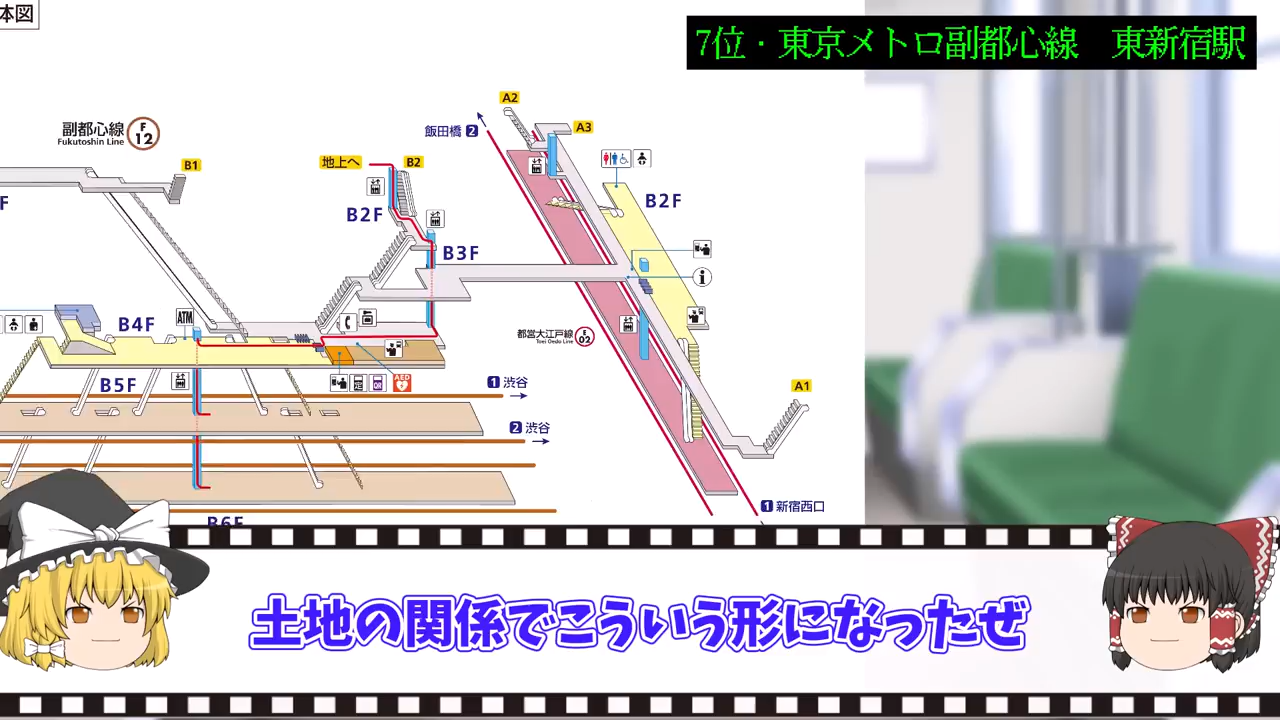 本図
7位・東京メトロ副都心線　東新宿駅
A2
副都心線
Fukutoshin Line
F
12
飯田橋 2
A3
B1
地上へ
B2
B2F
B2F
F
B3F
i
ATM
B4F
都営大江戸線
Toei Oedo Line
E
02
AED
B5F
1 渋谷
A1
2 渋谷
1 新宿西口
B6F
土地の関係でこういう形になったぜ